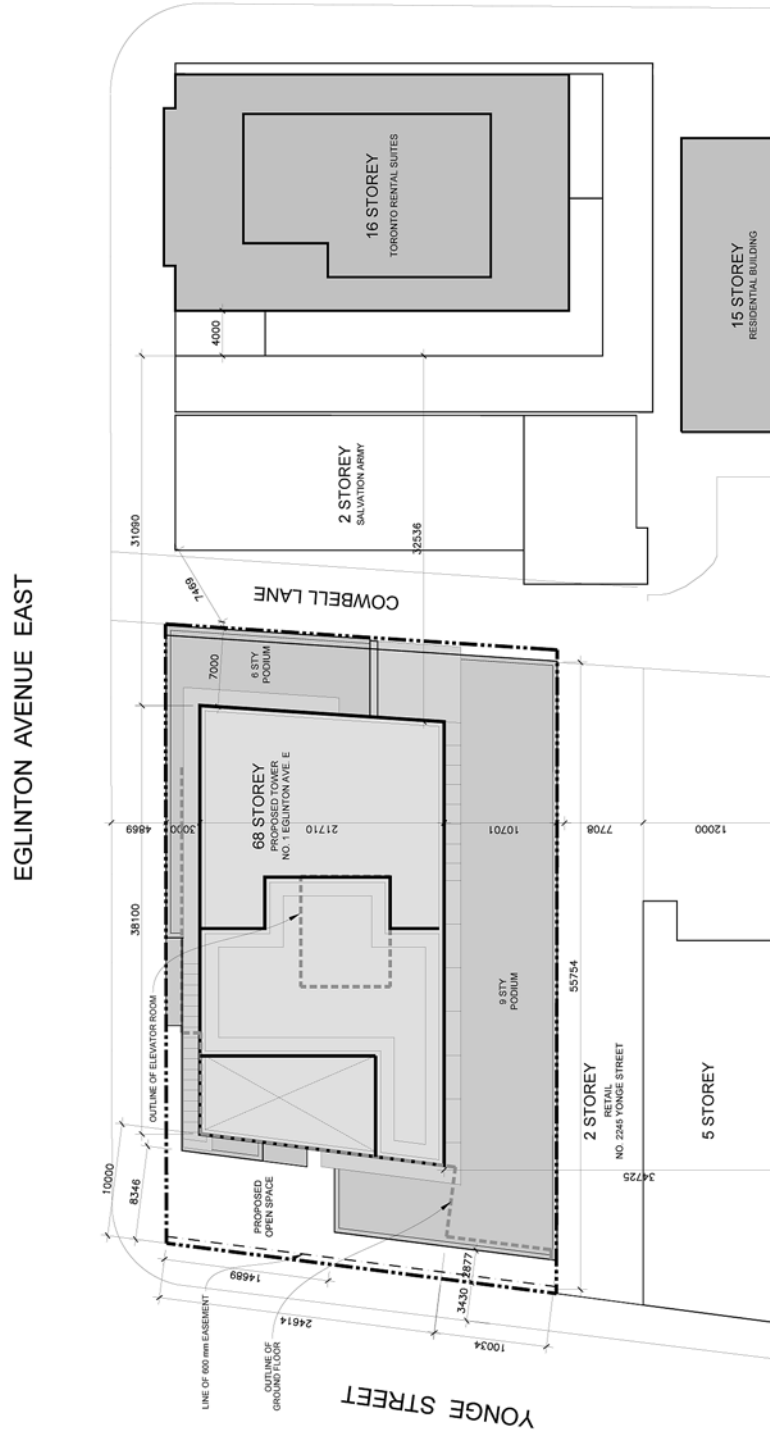 EGLINTON AVENUE EAST
16 STOREY
TORONTO RENTAL SUITES
15 STOREY
RESIDENTIAL BUILDING
4000
31090
2 STOREY
SALVATION ARMY
32536
7469
COWBELL LANE
7000
6 STY
PODIUM
68 STOREY
PROPOSED TOWER
NO. 1 EGLINTON AVE. E
4869
3000
21710
10701
7708
12000
38100
OUTLINE OF ELEVATOR ROOM
9 STY
PODIUM
55754
2 STOREY
RETAIL
NO. 2245 YONGE STREET
5 STOREY
34725
10000
8346
PROPOSED
OPEN SPACE
14689
24614
3430
2877
10034
LINE OF 600 mm EASEMENT
OUTLINE OF
GROUND FLOOR
YONGE STREET